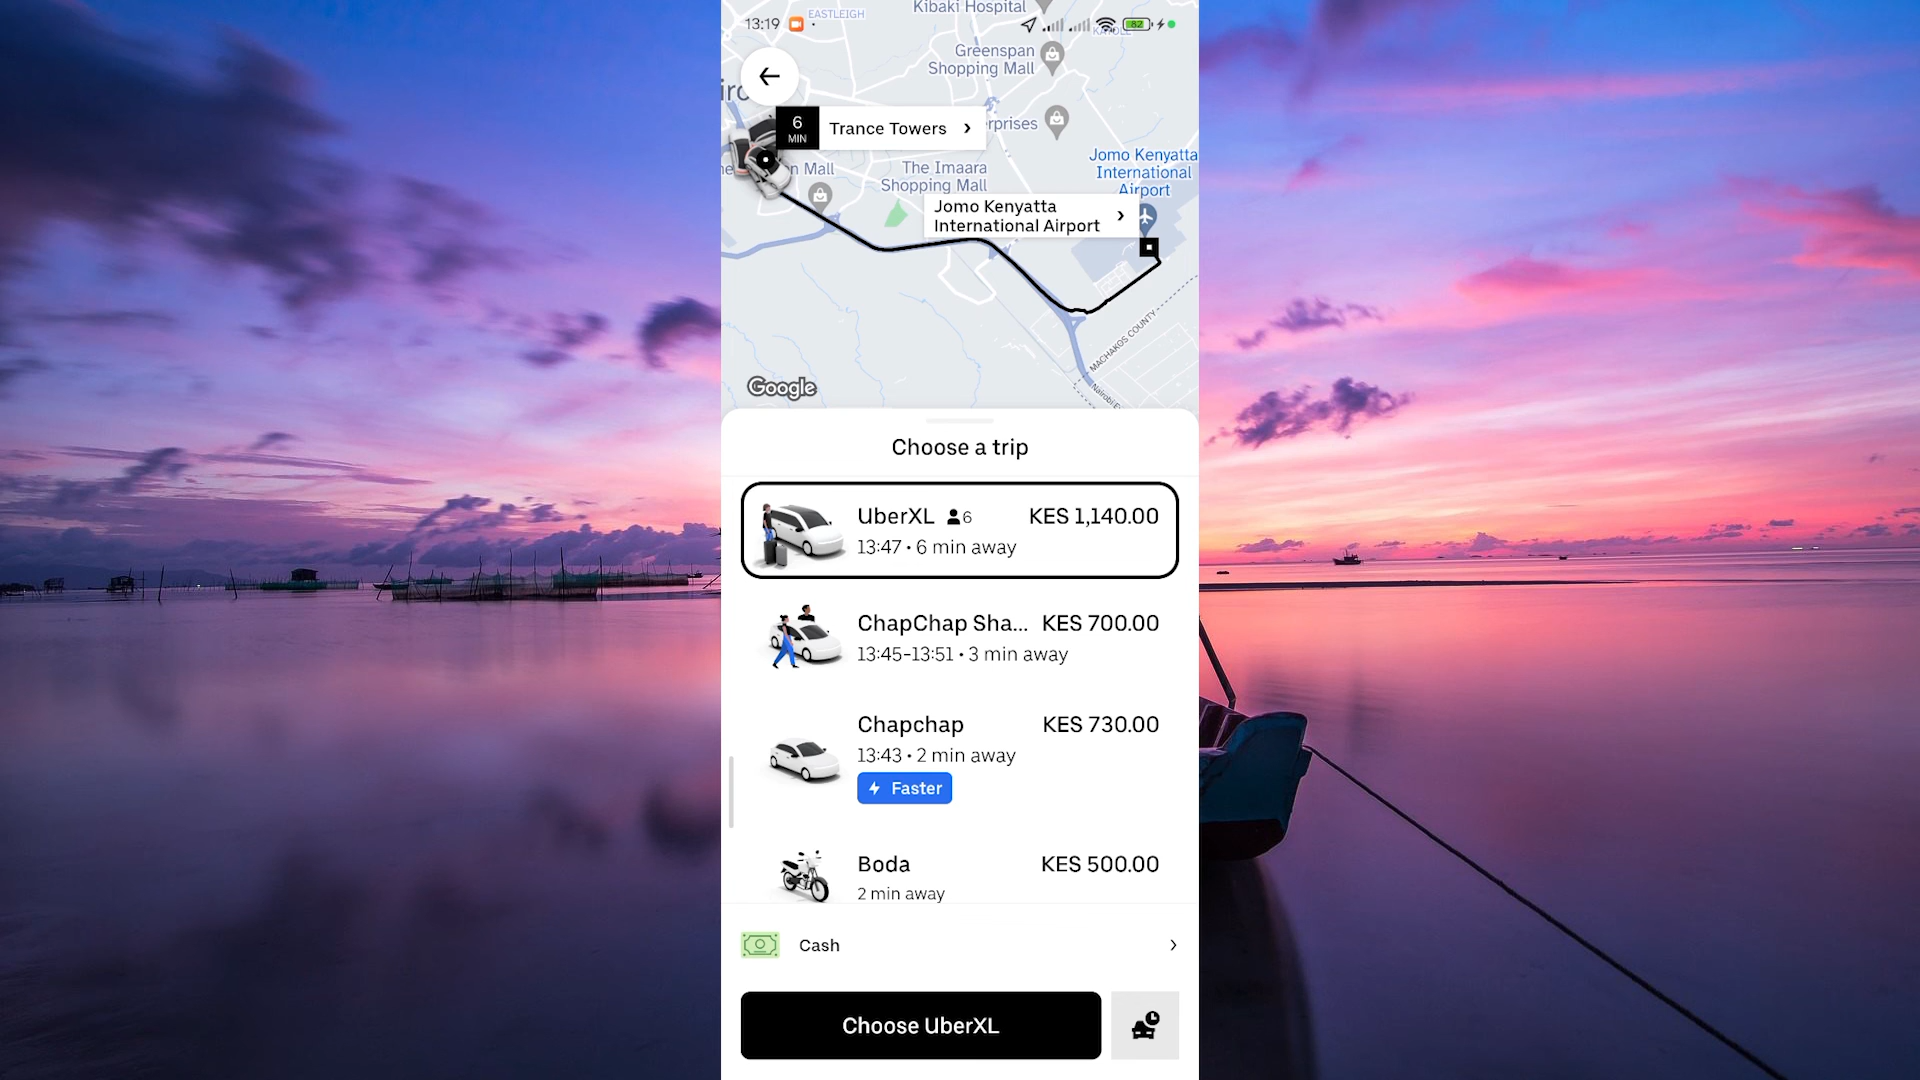 13:19
EASTLEIGH
Kibaki Hospital
82
KAYOLE
Greenspan
Shopping Mall
6
MIN
Trance Towers
rprises
Jomo Kenyatta
International
Airport
n Mall
The Imaara
Shopping Mall
Jomo Kenyatta
International Airport
MACHAKOS COUNTY
Nairobi E
Google
Choose a trip
UberXL 6 KES 1,140.00
13:47 • 6 min away
ChapChap Sha... KES 700.00
13:45-13:51 • 3 min away
Chapchap KES 730.00
13:43 • 2 min away
Faster
Boda KES 500.00
2 min away
Cash
Choose UberXL